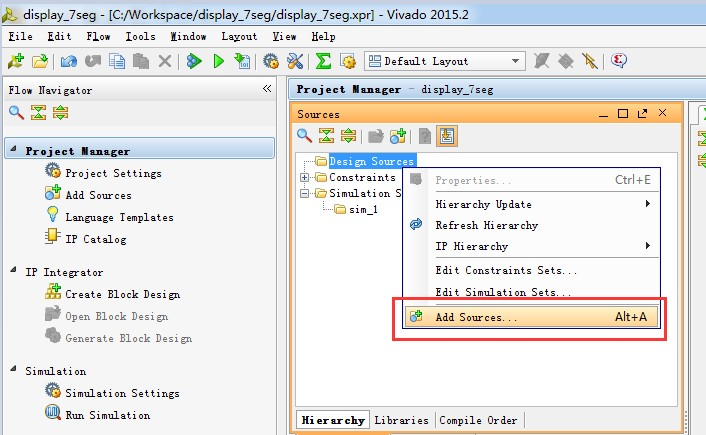 display_7seg - [C:/Workspace/display_7seg/display_7seg.xpr] - Vivado 2015.2
File Edit Flow Tools Window Layout View Help
Default Layout
Flow Navigator
Project Manager
Project Settings
Add Sources
Language Templates
IP Catalog
IP Integrator
Create Block Design
Open Block Design
Generate Block Design
Simulation
Simulation Settings
Run Simulation
Project Manager - display_7seg
Sources
Design Sources
Constraints
Simulation S
sim_1
Properties... Ctrl+E
Hierarchy Update
Refresh Hierarchy
IP Hierarchy
Edit Constraints Sets...
Edit Simulation Sets...
Add Sources... Alt+A
Hierarchy Libraries Compile Order